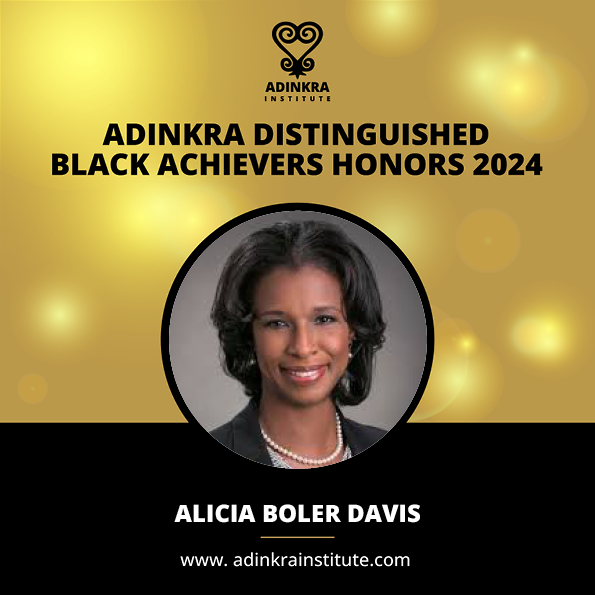 ADINKRA
INSTITUTE
ADINKRA DISTINGUISHED
BLACK ACHIEVERS HONORS 2024
ALICIA BOLER DAVIS
www. adinkrainstitute.com